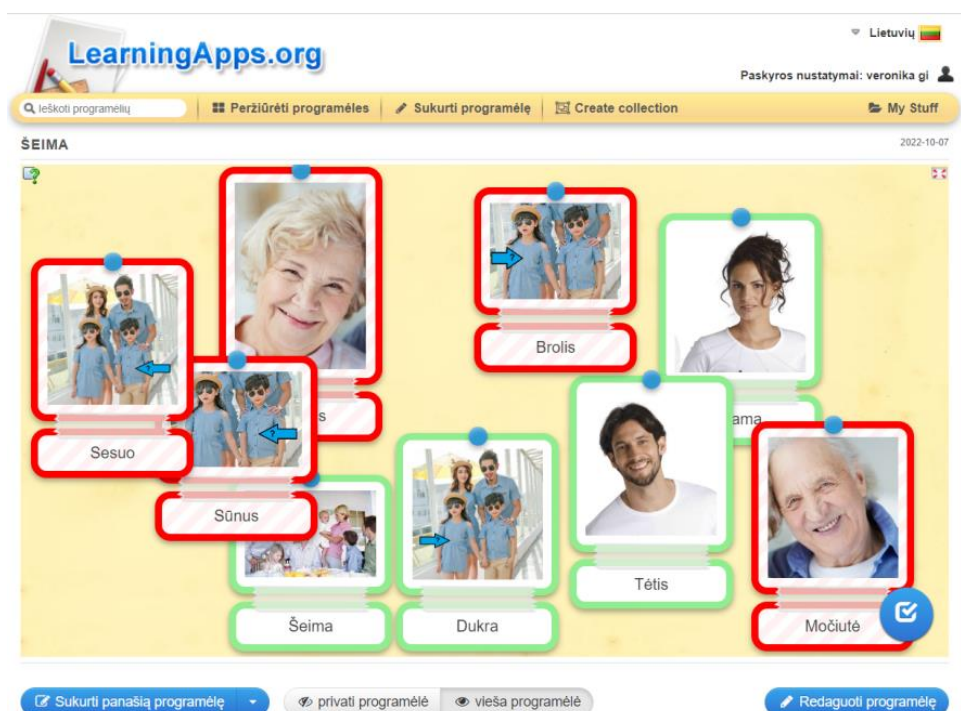 LearningApps.org
Lietuvių
Paskyros nustatymai: veronika gi
Ieškoti programėlių
Peržiūrėti programėles
Sukurti programėlę
Create collection
My Stuff
ŠEIMA
2022-10-07
Brolis
s
ama
Sesuo
Sūnus
Tėtis
Šeima
Dukra
Močiutė
Sukurti panašią programėlę
privati programėlė
vieša programėlė
Redaguoti programėlę